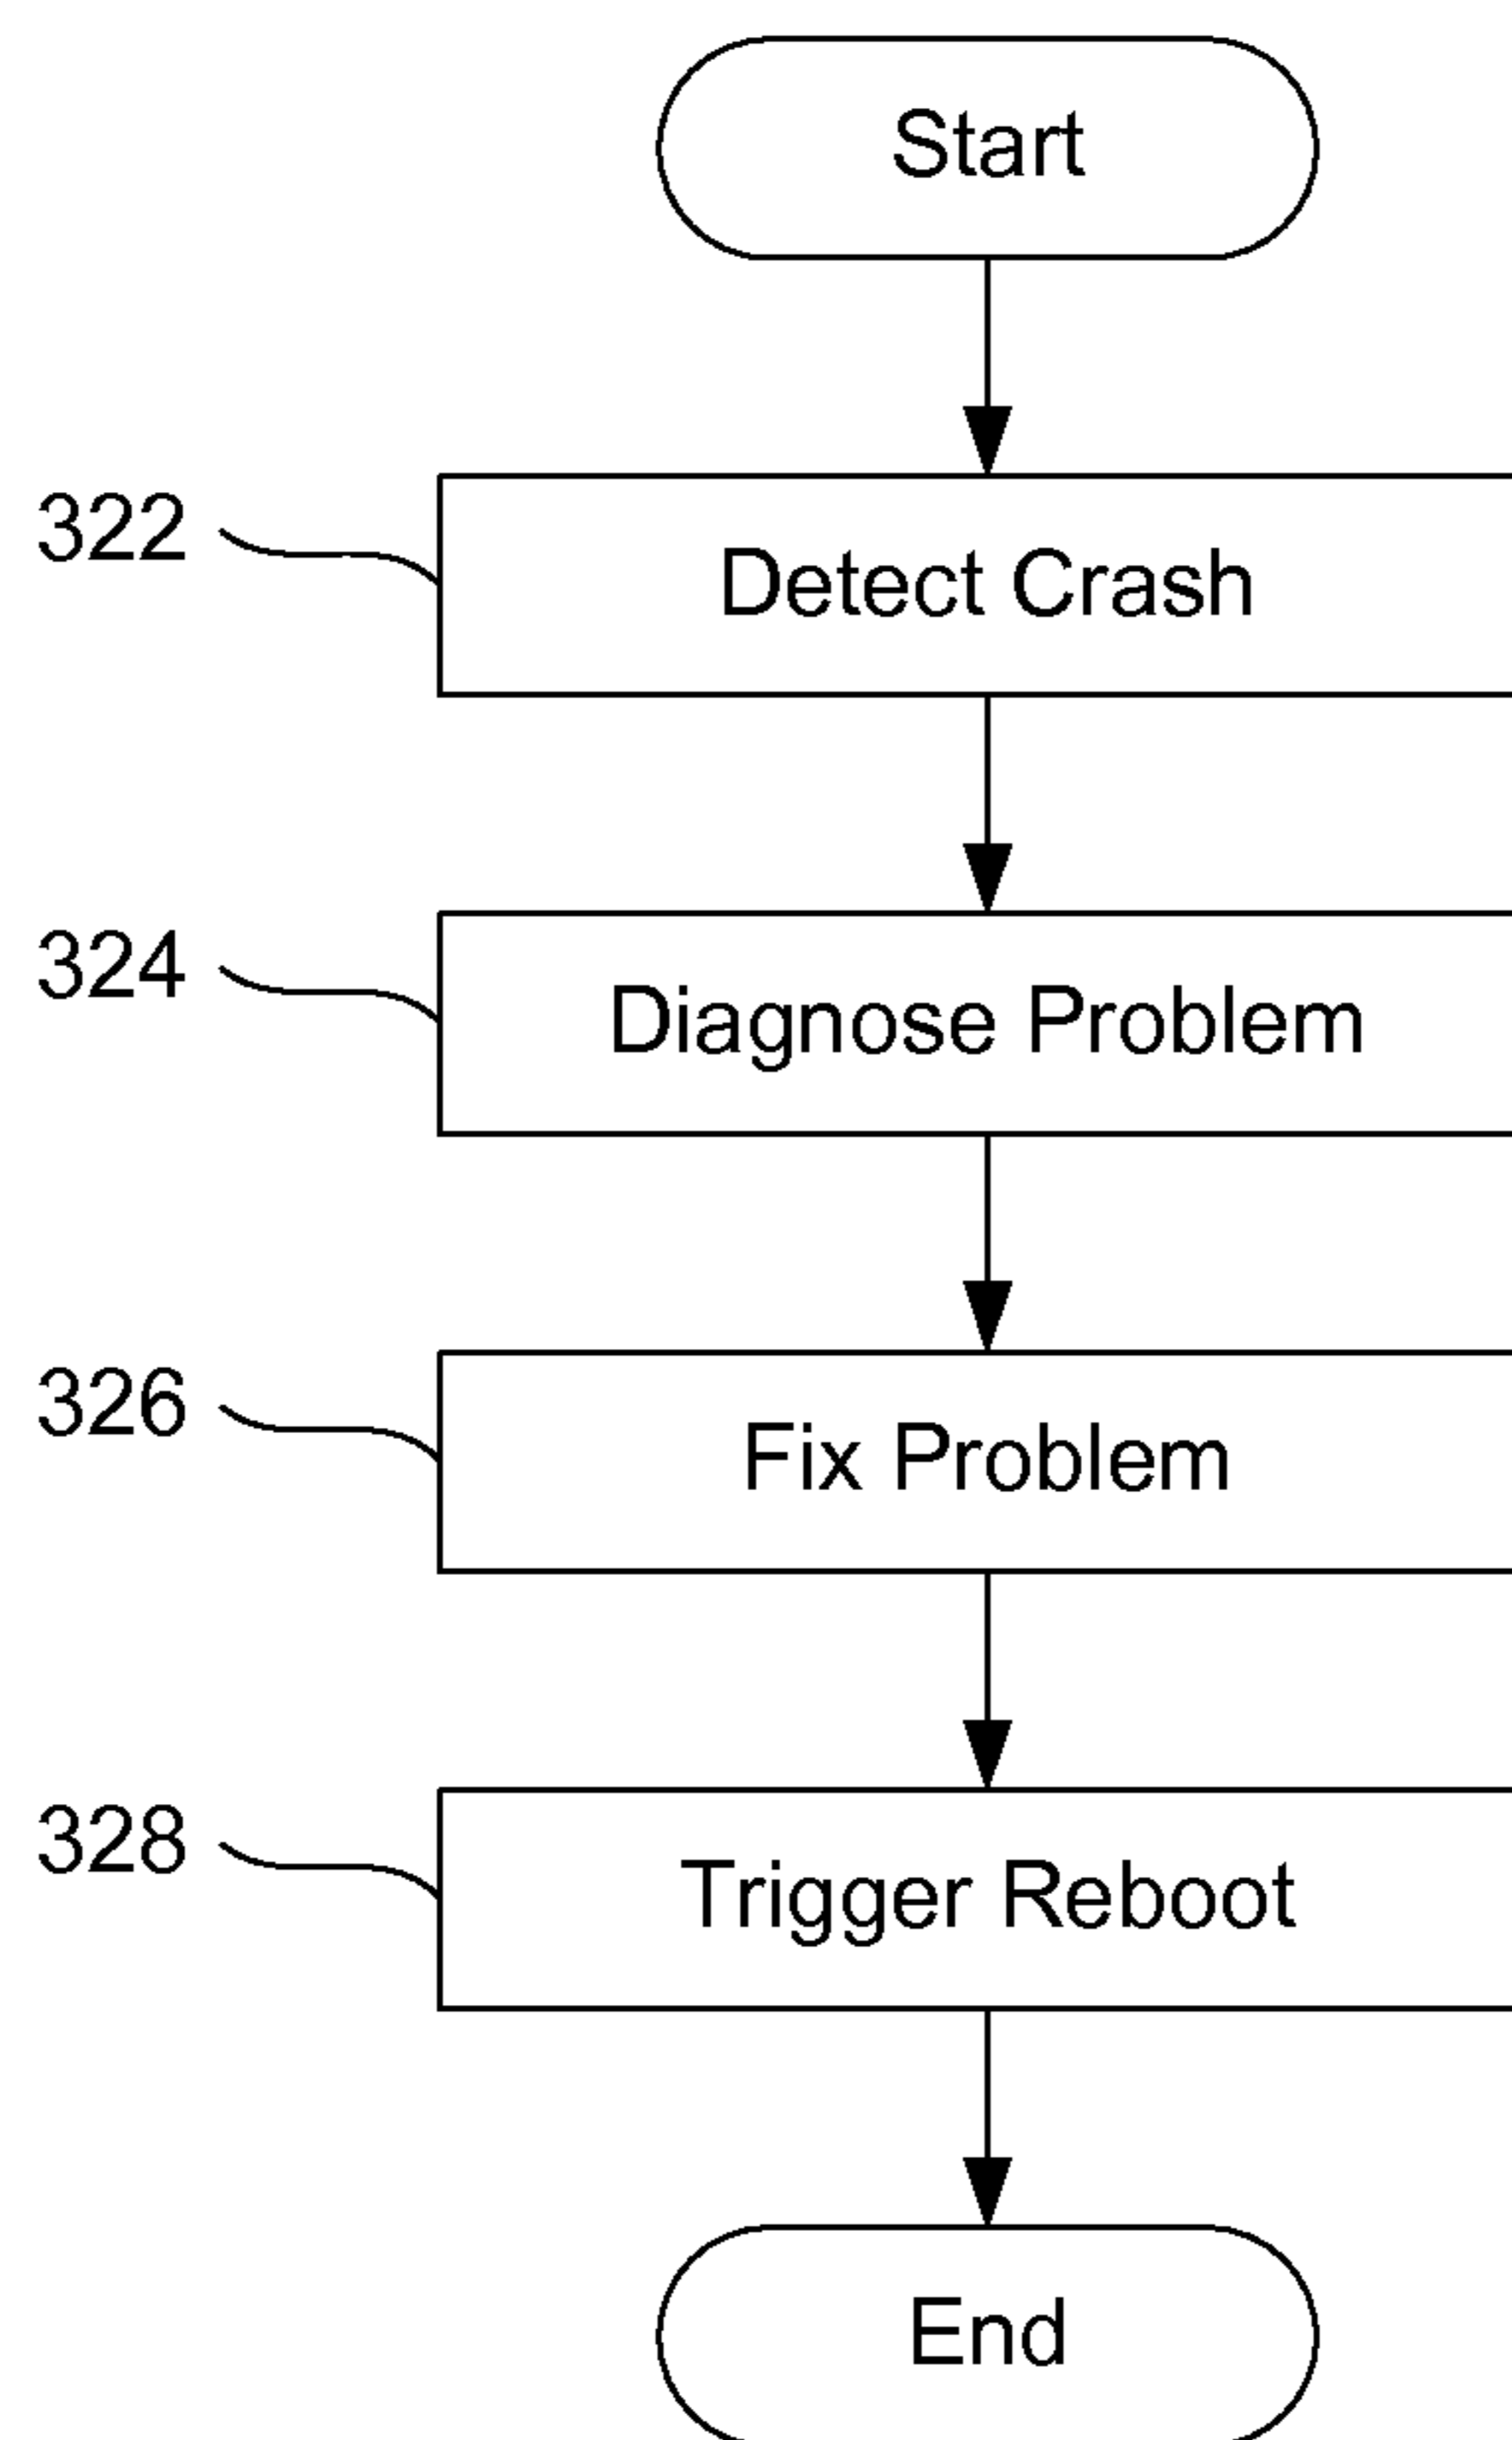 Start
322
Detect Crash
324
Diagnose Problem
326
Fix Problem
328
Trigger Reboot
End